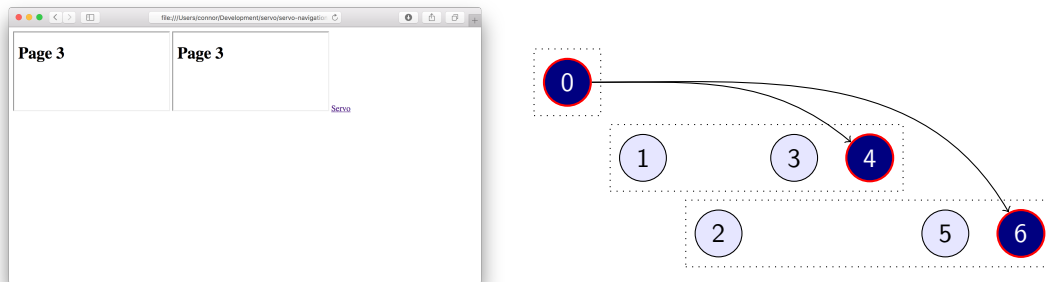 file:///Users/connor/Development/servo/servo-navigation
Page 3 Page 3
Servo
0
1 3 4
2 5 6